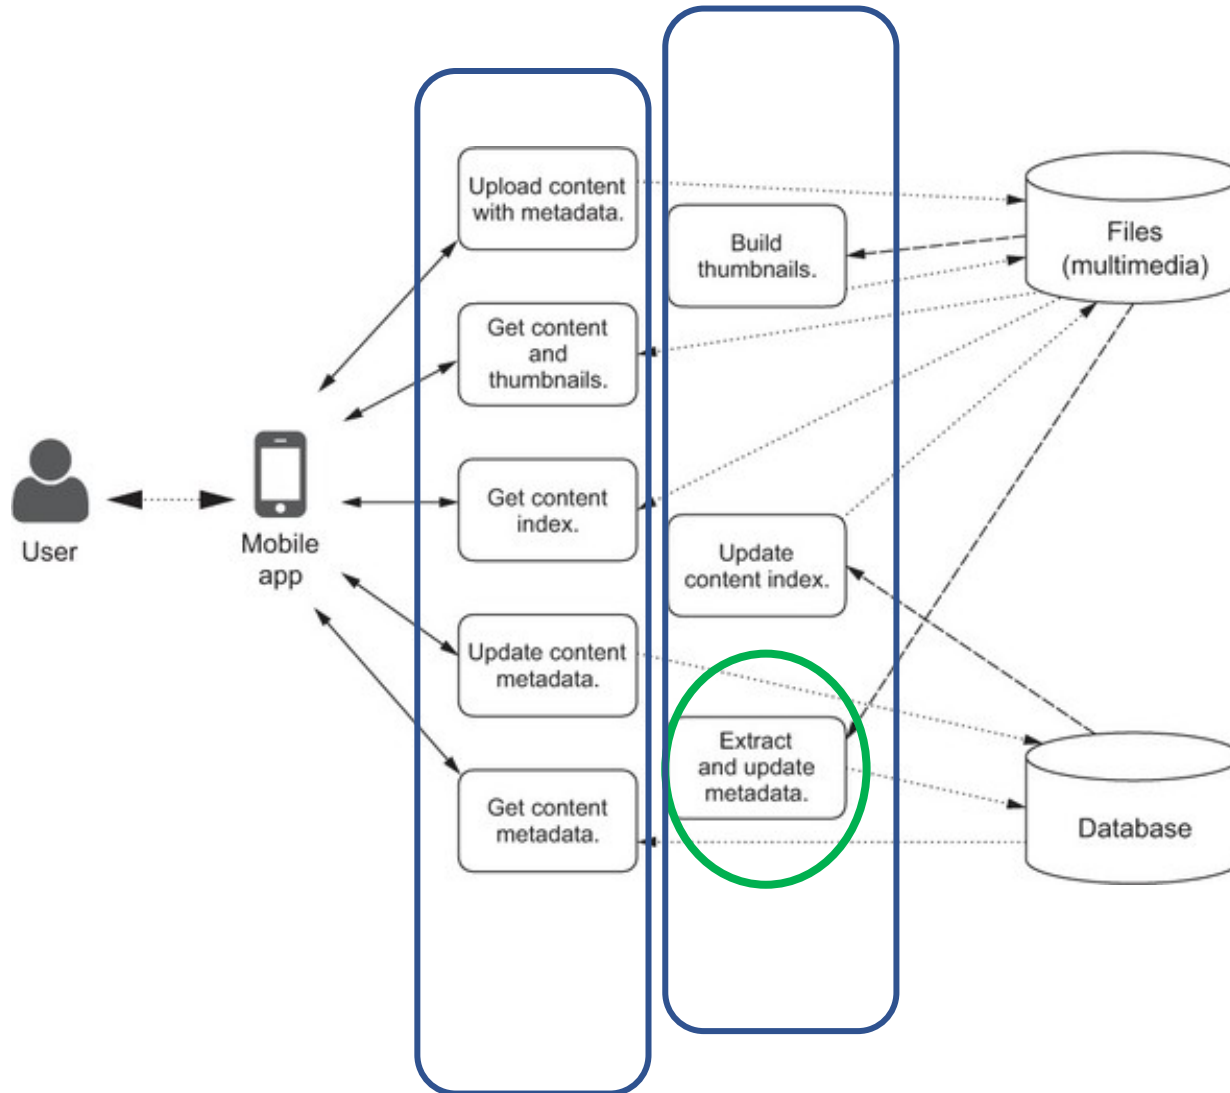 Upload content
with metadata.
Build
thumbnails.
Files
(multimedia)
Get content
and
thumbnails.
User
Mobile
app
Get content
index.
Update
content index.
Update content
metadata.
Extract
and update
metadata.
Get content
metadata.
Database